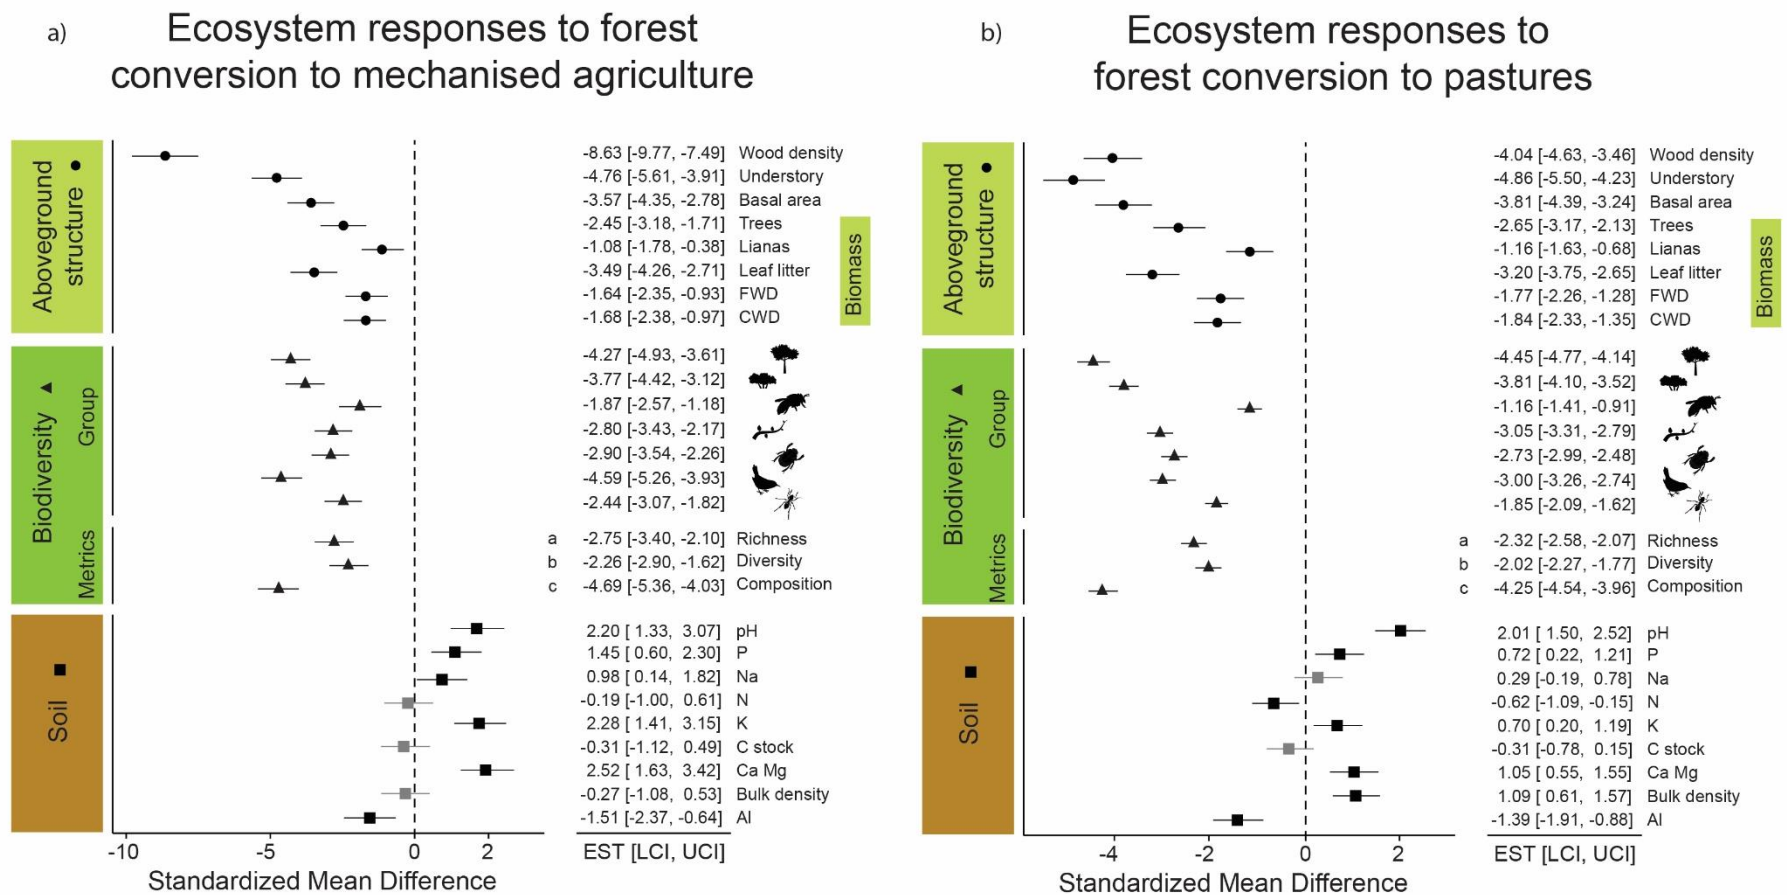 a)
Ecosystem responses to forest
conversion to mechanised agriculture
Aboveground
structure
Biomass
-8.63 [-9.77, -7.49] Wood density
-4.76 [-5.61, -3.91] Understory
-3.57 [-4.35, -2.78] Basal area
-2.45 [-3.18, -1.71] Trees
-1.08 [-1.78, -0.38] Lianas
-3.49 [-4.26, -2.71] Leaf litter
-1.64 [-2.35, -0.93] FWD
-1.68 [-2.38, -0.97] CWD
Biodiversity
Group
-4.27 [-4.93, -3.61]
-3.77 [-4.42, -3.12]
-1.87 [-2.57, -1.18]
-2.80 [-3.43, -2.17]
-2.90 [-3.54, -2.26]
-4.59 [-5.26, -3.93]
-2.44 [-3.07, -1.82]
Metrics
a -2.75 [-3.40, -2.10] Richness
b -2.26 [-2.90, -1.62] Diversity
c -4.69 [-5.36, -4.03] Composition
Soil
2.20 [ 1.33, 3.07] pH
1.45 [ 0.60, 2.30] P
0.98 [ 0.14, 1.82] Na
-0.19 [-1.00, 0.61] N
2.28 [ 1.41, 3.15] K
-0.31 [-1.12, 0.49] C stock
2.52 [ 1.63, 3.42] Ca Mg
-0.27 [-1.08, 0.53] Bulk density
-1.51 [-2.37, -0.64] Al
-10 -5 0 2
EST [LCI, UCI]
Standardized Mean Difference
b)
Ecosystem responses to
forest conversion to pastures
Aboveground
structure
Biomass
-4.04 [-4.63, -3.46] Wood density
-4.86 [-5.50, -4.23] Understory
-3.81 [-4.39, -3.24] Basal area
-2.65 [-3.17, -2.13] Trees
-1.16 [-1.63, -0.68] Lianas
-3.20 [-3.75, -2.65] Leaf litter
-1.77 [-2.26, -1.28] FWD
-1.84 [-2.33, -1.35] CWD
Biodiversity
Group
-4.45 [-4.77, -4.14]
-3.81 [-4.10, -3.52]
-1.16 [-1.41, -0.91]
-3.05 [-3.31, -2.79]
-2.73 [-2.99, -2.48]
-3.00 [-3.26, -2.74]
-1.85 [-2.09, -1.62]
Metrics
a -2.32 [-2.58, -2.07] Richness
b -2.02 [-2.27, -1.77] Diversity
c -4.25 [-4.54, -3.96] Composition
Soil
2.01 [ 1.50, 2.52] pH
0.72 [ 0.22, 1.21] P
0.29 [-0.19, 0.78] Na
-0.62 [-1.09, -0.15] N
0.70 [ 0.20, 1.19] K
-0.31 [-0.78, 0.15] C stock
1.05 [ 0.55, 1.55] Ca Mg
1.09 [ 0.61, 1.57] Bulk density
-1.39 [-1.91, -0.88] Al
-4 -2 0 2
EST [LCI, UCI]
Standardized Mean Difference